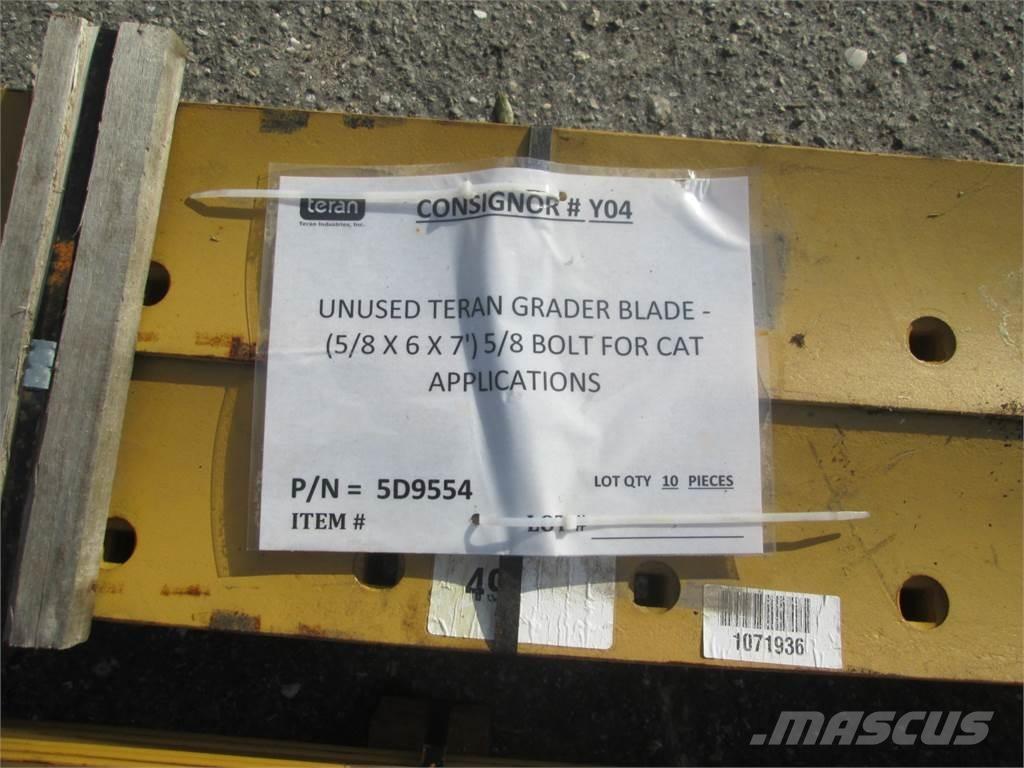 teran
Teran Industries, Inc.
CONSIGNOR # Y04
UNUSED TERAN GRADER BLADE -
(5/8 X 6 X 7') 5/8 BOLT FOR CAT
APPLICATIONS
P/N = 5D9554
LOT QTY 10 PIECES
ITEM #
LOT #
49
1071936
MASCUS